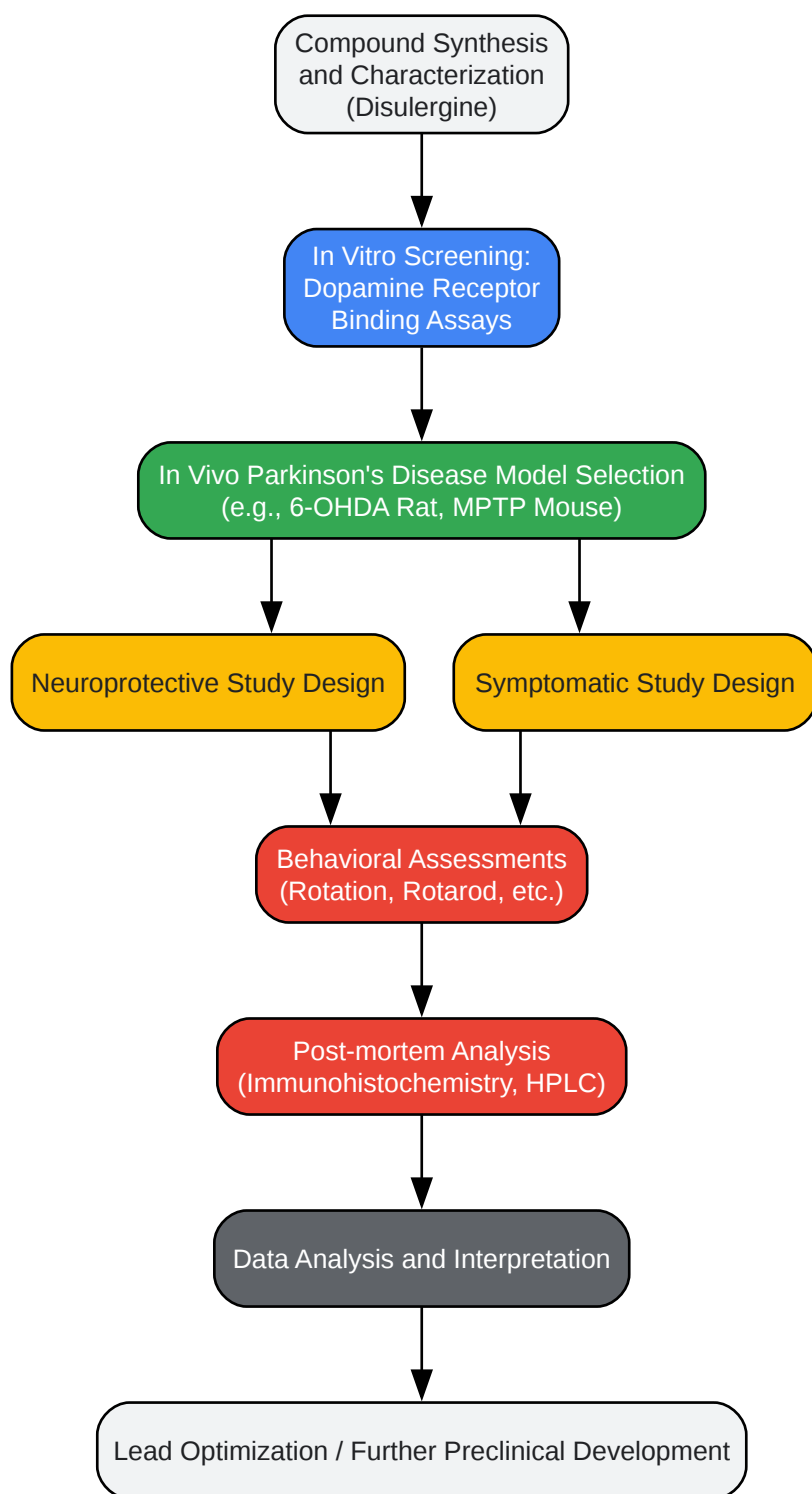 Compound Synthesis
and Characterization
(Disulergine)
In Vitro Screening:
Dopamine Receptor
Binding Assays
In Vivo Parkinson's Disease Model Selection
(e.g., 6-OHDA Rat, MPTP Mouse)
Neuroprotective Study Design
Symptomatic Study Design
Behavioral Assessments
(Rotation, Rotarod, etc.)
Post-mortem Analysis
(Immunohistochemistry, HPLC)
Data Analysis and Interpretation
Lead Optimization / Further Preclinical Development